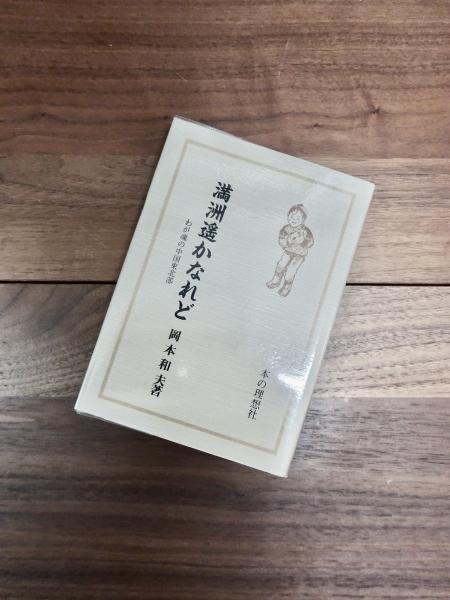 満洲遥かなれど
わが魂の中国東北部
岡本和夫著
本の理想社